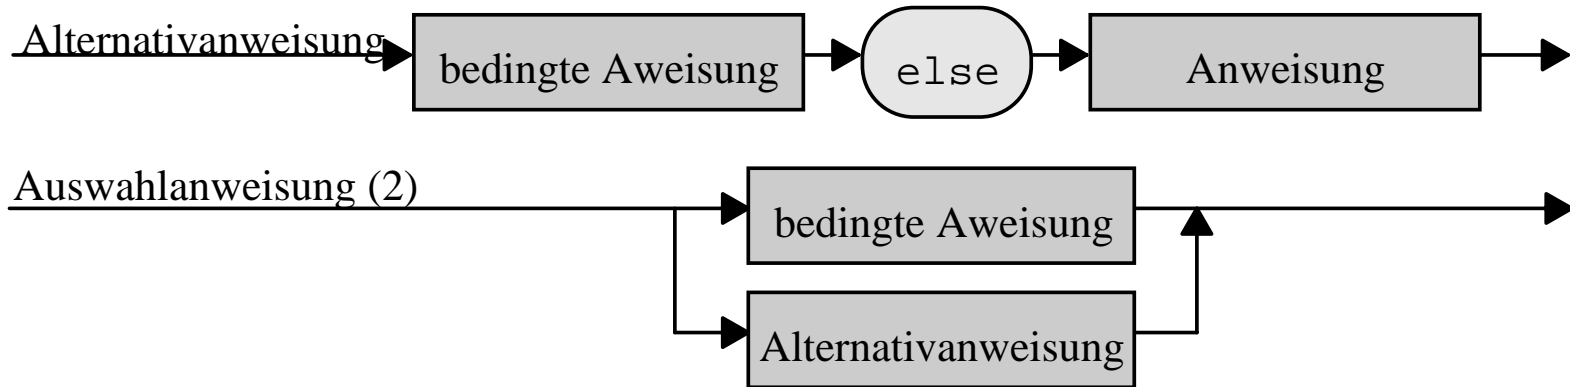 Alternativanweisung
bedingte Aweisung
else
Anweisung
Auswahlanweisung (2)
bedingte Aweisung
Alternativanweisung